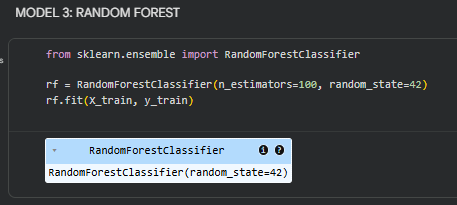 MODEL 3: RANDOM FOREST
from sklearn.ensemble import RandomForestClassifier
rf = RandomForestClassifier(n_estimators=100, random_state=42)
rf.fit(X_train, y_train)
RandomForestClassifier i ?
RandomForestClassifier(random_state=42)